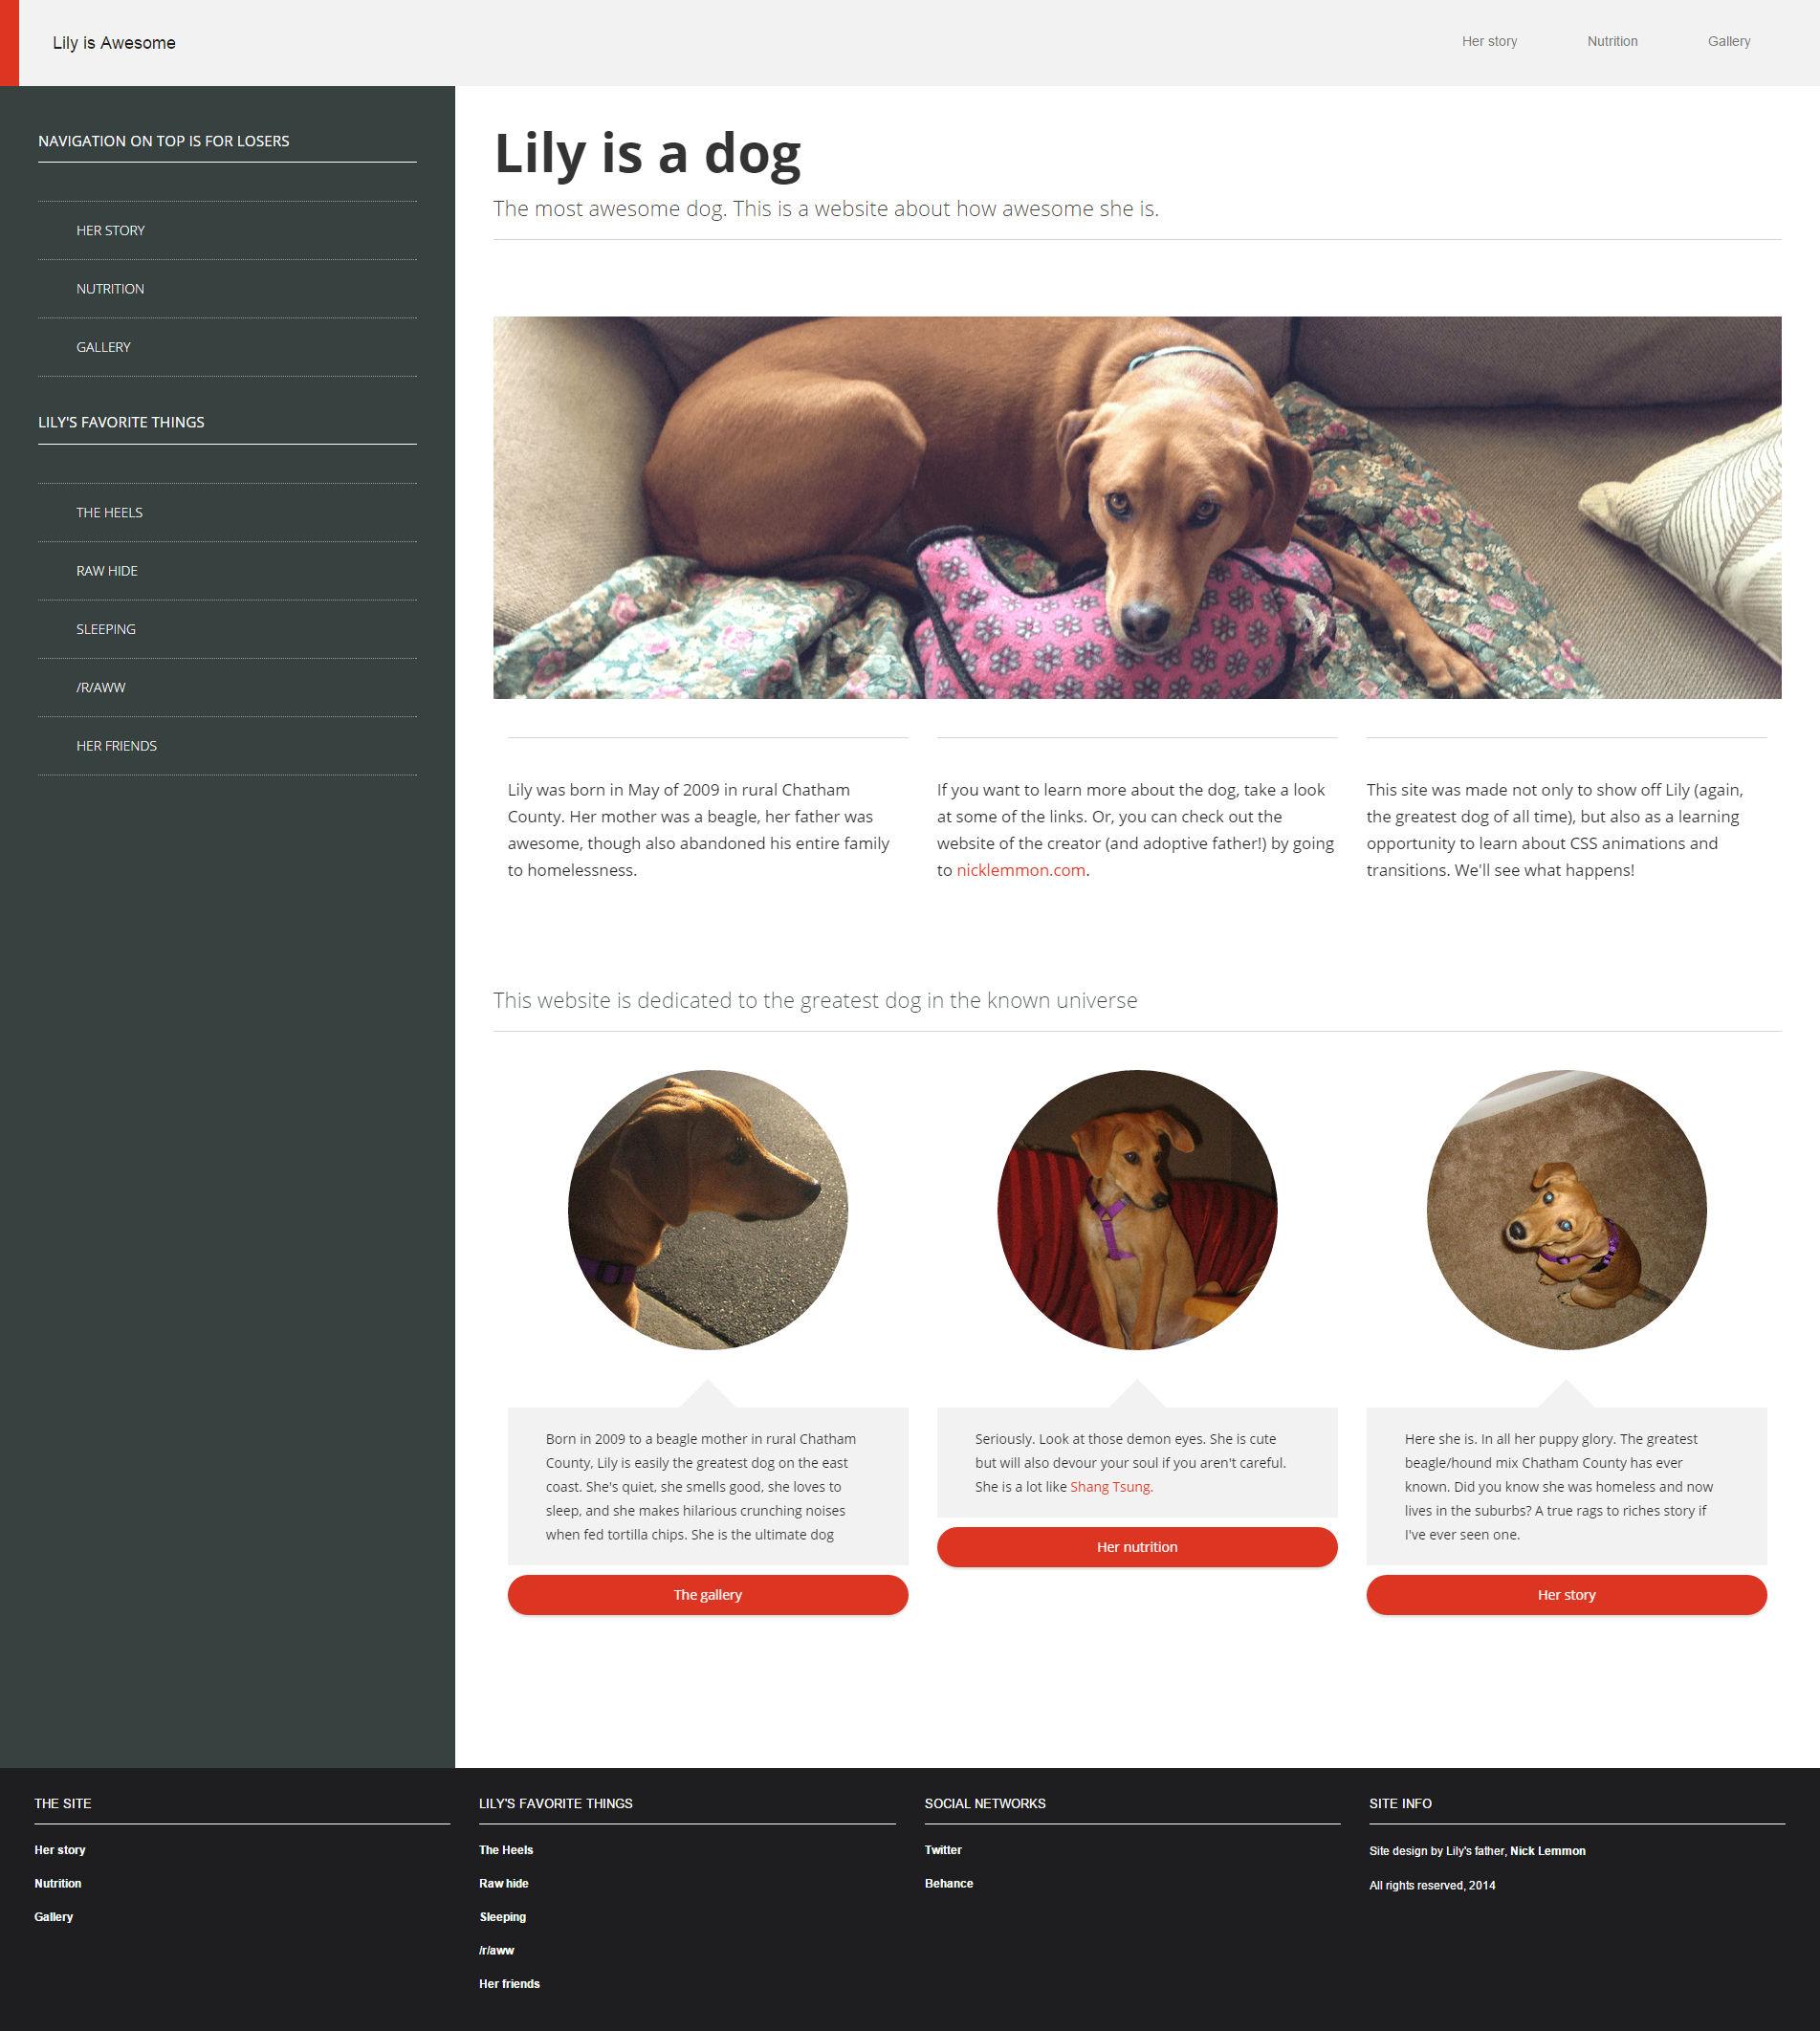 Lily is Awesome
Her story
Nutrition
Gallery
NAVIGATION ON TOP IS FOR LOSERS
HER STORY
NUTRITION
GALLERY
LILY'S FAVORITE THINGS
THE HEELS
RAW HIDE
SLEEPING
/R/AWW
HER FRIENDS
Lily is a dog
The most awesome dog. This is a website about how awesome she is.
Lily was born in May of 2009 in rural Chatham
County. Her mother was a beagle, her father was
awesome, though also abandoned his entire family
to homelessness.
If you want to learn more about the dog, take a look
at some of the links. Or, you can check out the
website of the creator (and adoptive father!) by going
to nicklemmon.com.
This site was made not only to show off Lily (again,
the greatest dog of all time), but also as a learning
opportunity to learn about CSS animations and
transitions. We'll see what happens!
This website is dedicated to the greatest dog in the known universe
Born in 2009 to a beagle mother in rural Chatham
County, Lily is easily the greatest dog on the east
coast. She's quiet, she smells good, she loves to
sleep, and she makes hilarious crunching noises
when fed tortilla chips. She is the ultimate dog
The gallery
Seriously. Look at those demon eyes. She is cute
but will also devour your soul if you aren't careful.
She is a lot like Shang Tsung.
Her nutrition
Here she is. In all her puppy glory. The greatest
beagle/hound mix Chatham County has ever
known. Did you know she was homeless and now
lives in the suburbs? A true rags to riches story if
I've ever seen one.
Her story
THE SITE
Her story
Nutrition
Gallery
LILY'S FAVORITE THINGS
The Heels
Raw hide
Sleeping
/r/aww
Her friends
SOCIAL NETWORKS
Twitter
Behance
SITE INFO
Site design by Lily's father, Nick Lemmon
All rights reserved, 2014